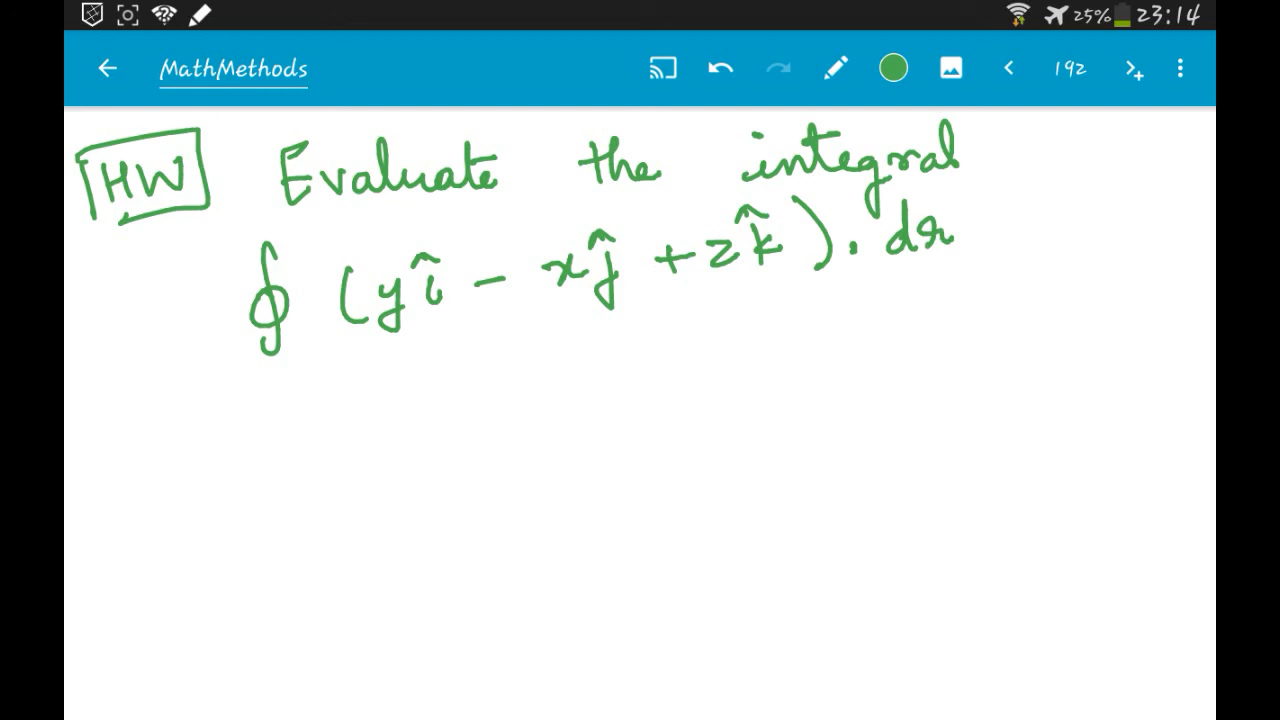 25% 23:14
MathMethods 192
HW Evaluate the integral
∮ (yî - xĵ + zk̂). dr